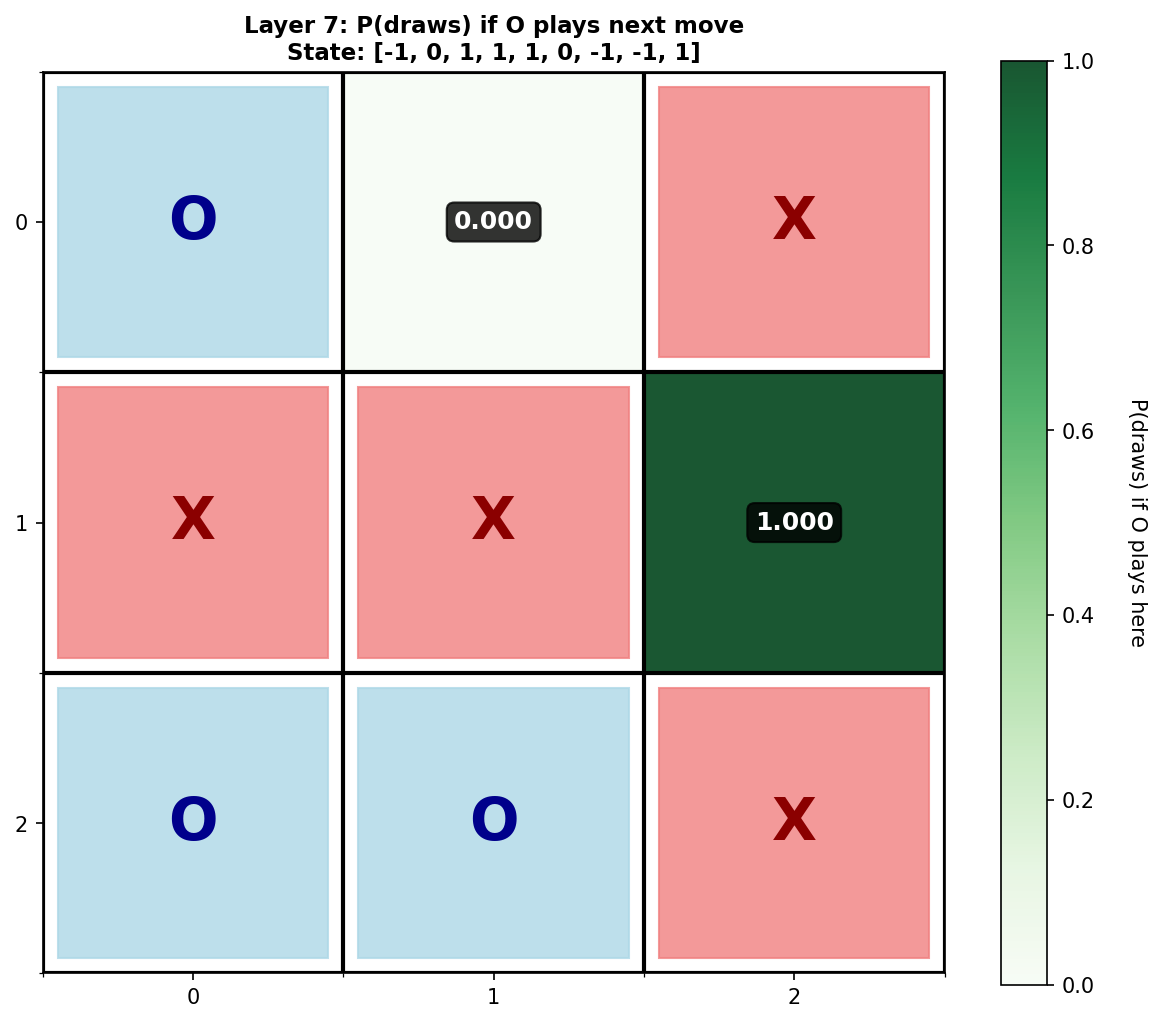 Layer 7: P(draws) if O plays next move
State: [-1, 0, 1, 1, 1, 0, -1, -1, 1]
0
O
0.000
X
1
X
X
1.000
2
O
O
X
0
1
2
1.0
0.8
0.6
0.4
0.2
0.0
P(draws) if O plays here